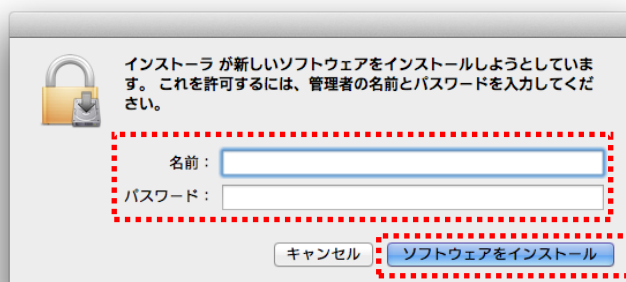 インストーラ が新しいソフトウェアをインストールしようとしていま
す。 これを許可するには、管理者の名前とパスワードを入力してくだ
さい。
名前：
パスワード：
キャンセル ソフトウェアをインストール